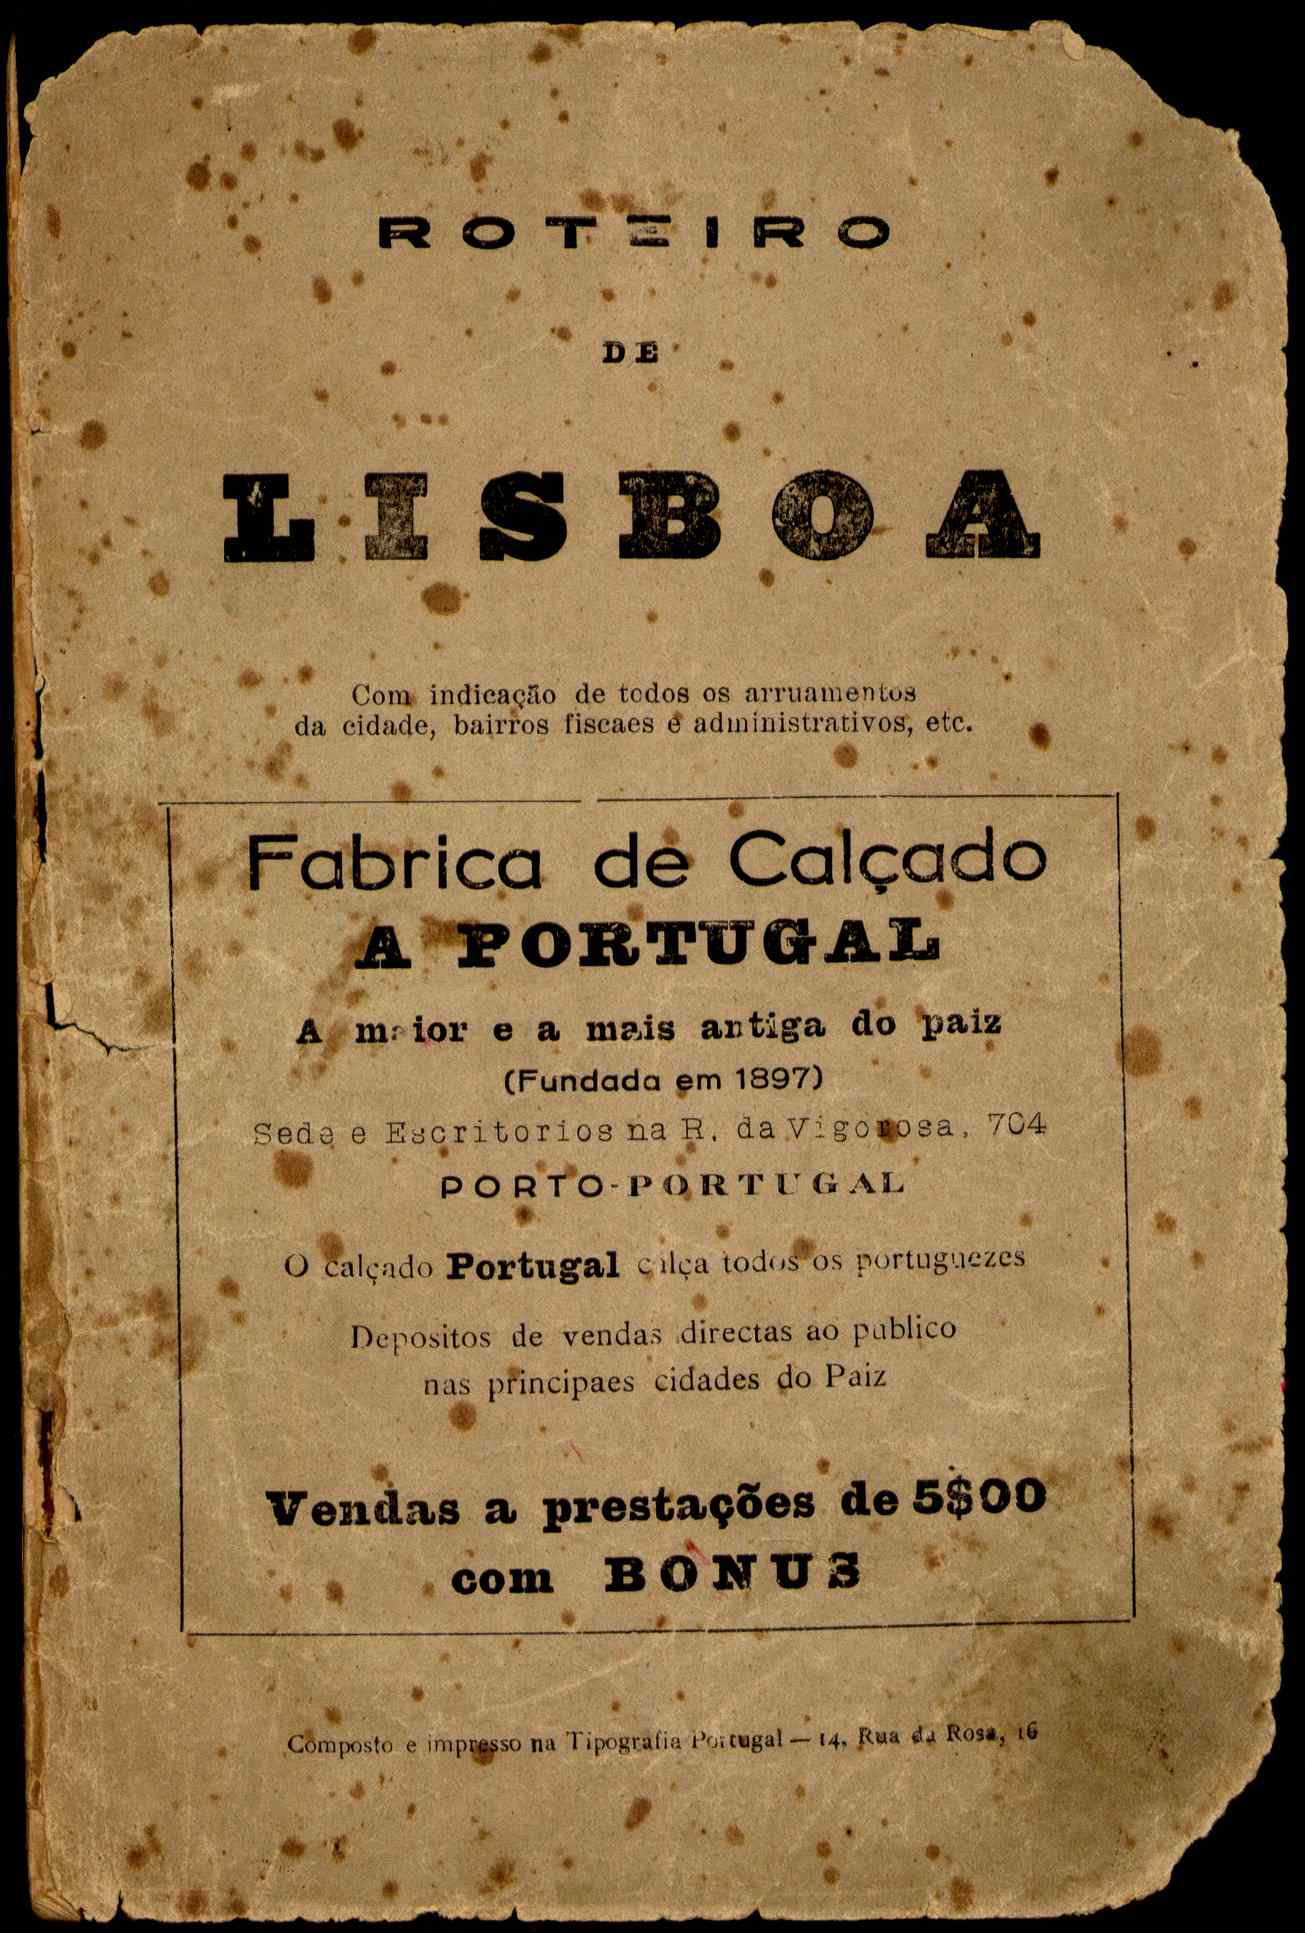 ROTEIRO
DE
LISBOA
Com indicação de todos os arruamentos
da cidade, bairros fiscaes e administrativos, etc.
Fabrica de Calçado
A PORTUGAL
A maior e a mais antiga do paiz
(Fundada em 1897)
Sede e Escritorios na R. da Vigorosa, 704
PORTO-PORTUGAL
O calçado Portugal calça todos os portuguezes
Depositos de vendas directas ao publico
nas principaes cidades do Paiz
Vendas a prestações de 5$00
com BONUS
Composto e impresso na Tipografia Portugal — 14, Rua da Rosa, 16